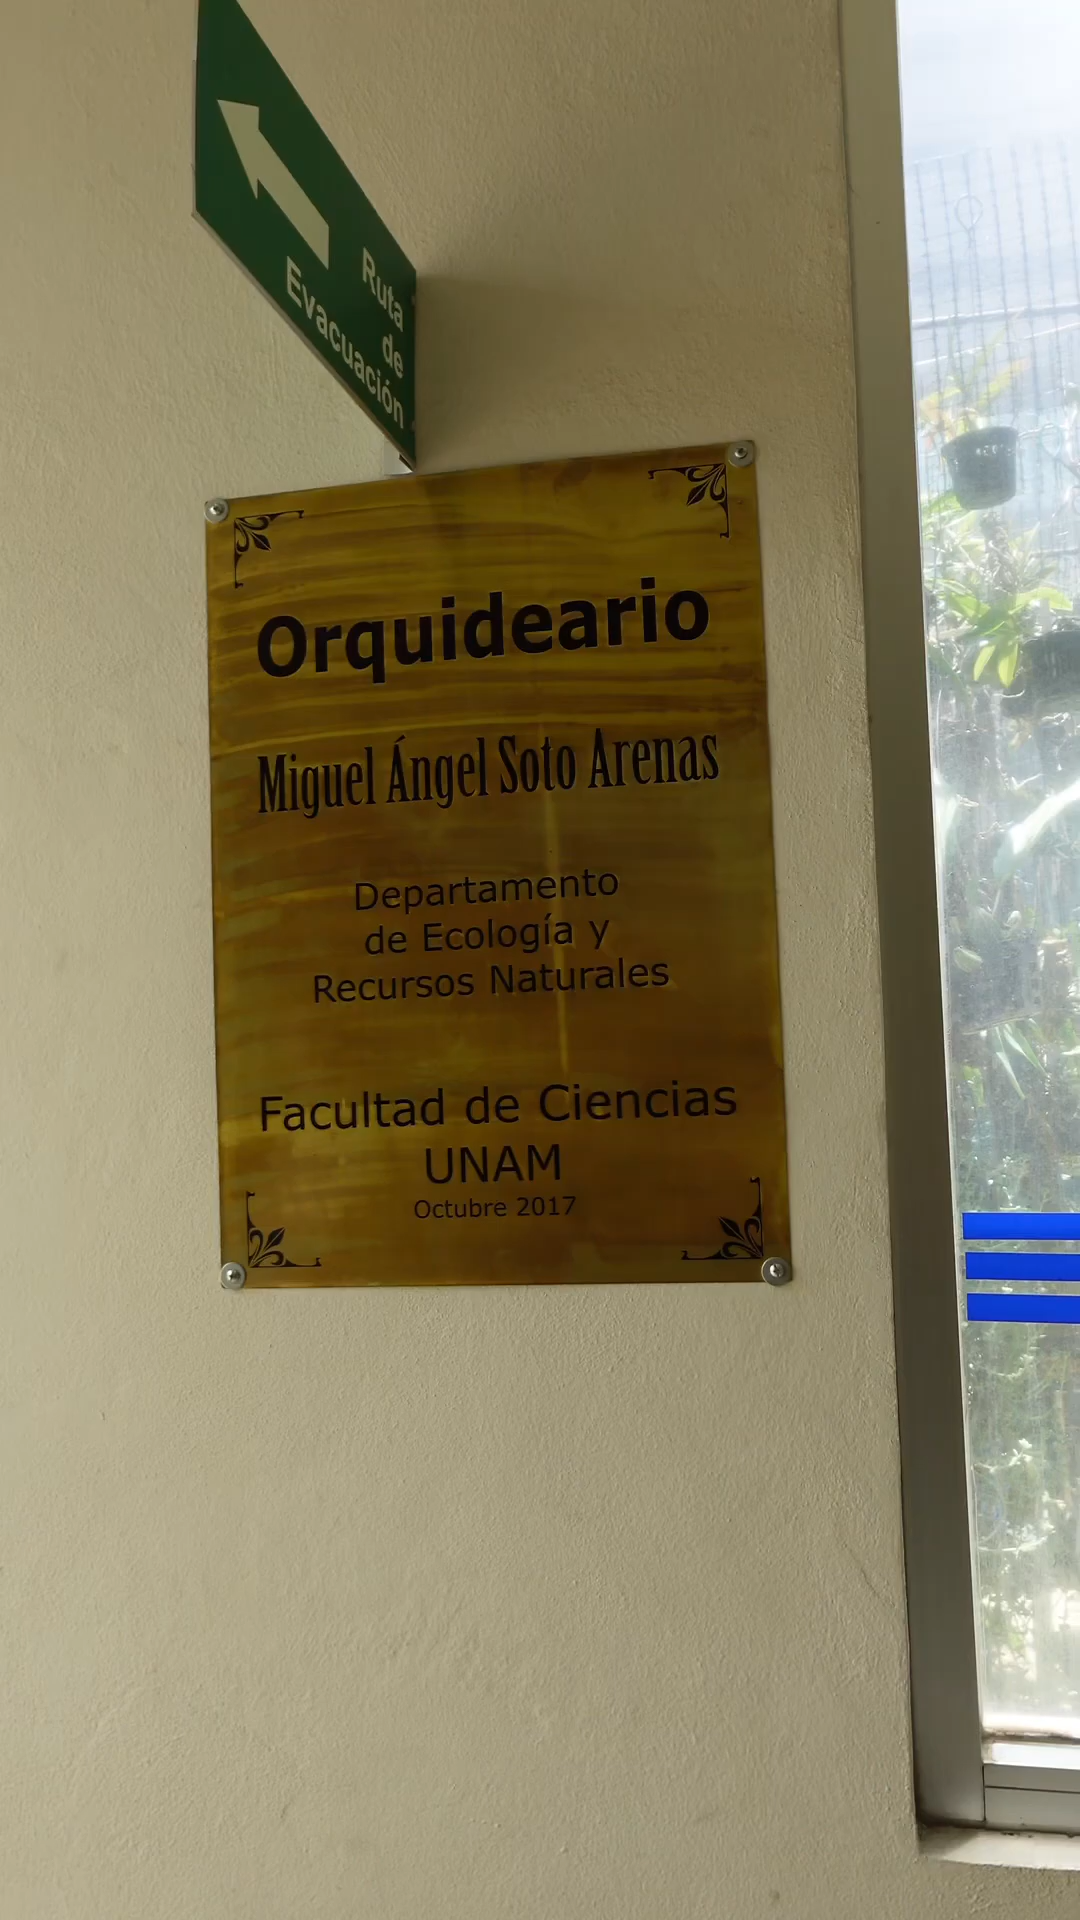 Ruta
de
Evacuación
Orquideario
Miguel Ángel Soto Arenas
Departamento
de Ecología y
Recursos Naturales
Facultad de Ciencias
UNAM
Octubre 2017